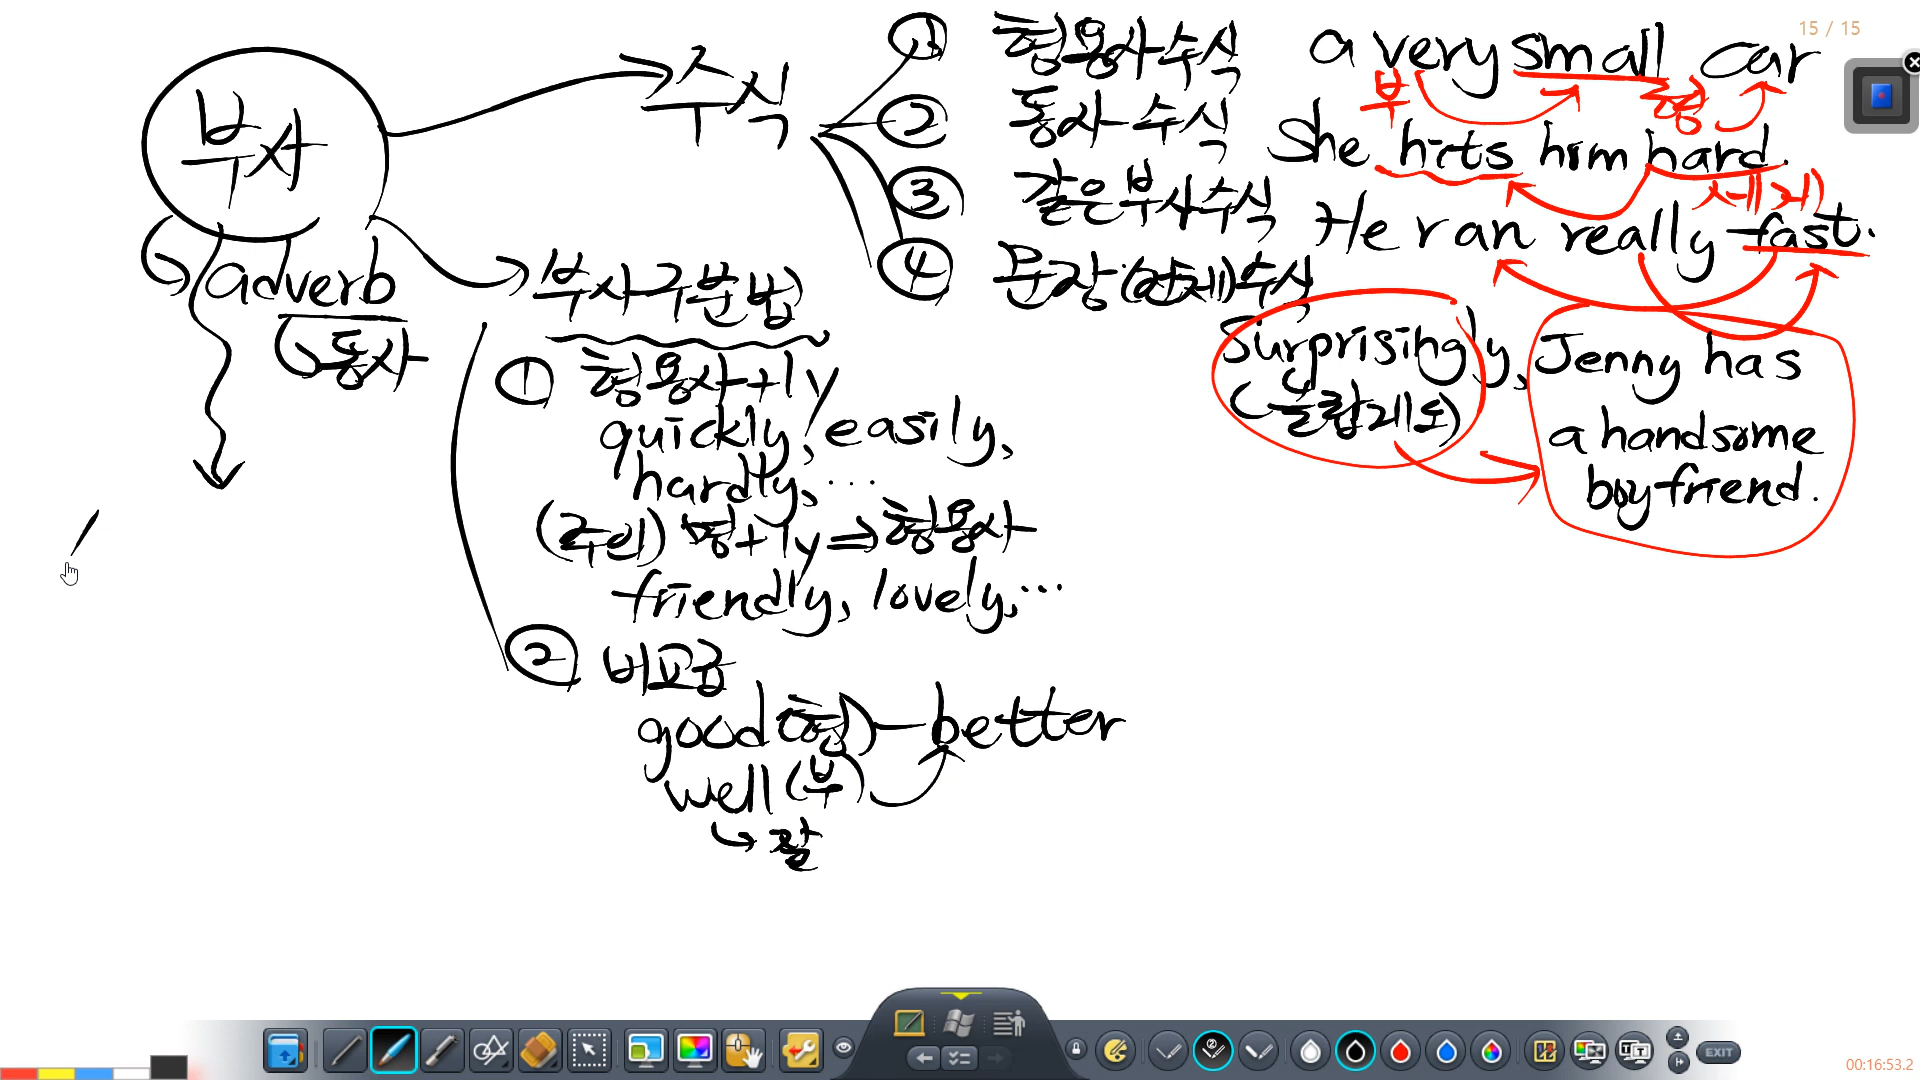 15 / 15
부사
adverb
동사
수식
① 형용사수식
a very small car
부
형
② 동사수식
She hits him hard.
세게
③ 같은부사수식
He ran really fast.
④ 문장(전체)수식
Surprisingly, Jenny has
(놀랍게도)
a handsome
boyfriend.
부사구분법
① 형용사+ly
quickly, easily,
hardly, ...
(주의) 명+ly⇒형용사
friendly, lovely, ...
② 비교급
good(형)-better
well(부)
잘
EXIT
00:16:53.2